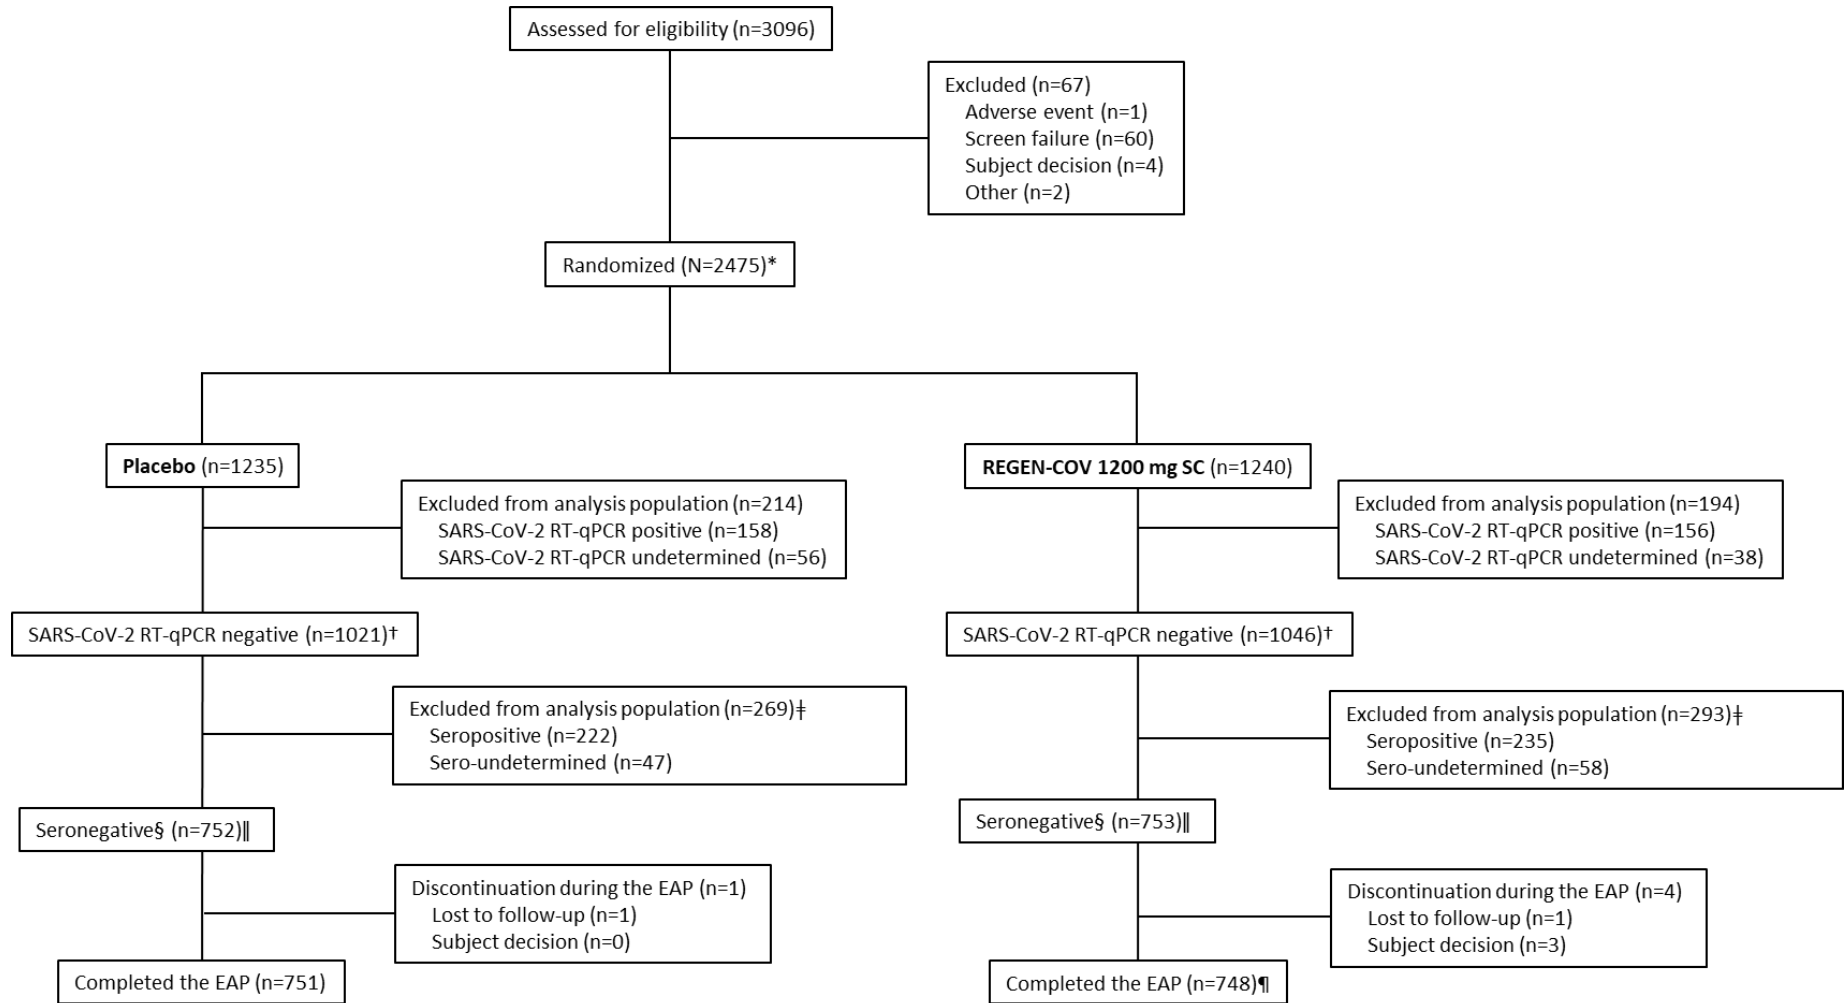 Assessed for eligibility (n=3096)
Excluded (n=67)
Adverse event (n=1)
Screen failure (n=60)
Subject decision (n=4)
Other (n=2)
Randomized (N=2475)*
Placebo (n=1235)
Excluded from analysis population (n=214)
SARS-CoV-2 RT-qPCR positive (n=158)
SARS-CoV-2 RT-qPCR undetermined (n=56)
SARS-CoV-2 RT-qPCR negative (n=1021)†
Excluded from analysis population (n=269)ǂ
Seropositive (n=222)
Sero-undetermined (n=47)
Seronegative§ (n=752)‖
Discontinuation during the EAP (n=1)
Lost to follow-up (n=1)
Subject decision (n=0)
Completed the EAP (n=751)
REGEN-COV 1200 mg SC (n=1240)
Excluded from analysis population (n=194)
SARS-CoV-2 RT-qPCR positive (n=156)
SARS-CoV-2 RT-qPCR undetermined (n=38)
SARS-CoV-2 RT-qPCR negative (n=1046)†
Excluded from analysis population (n=293)ǂ
Seropositive (n=235)
Sero-undetermined (n=58)
Seronegative§ (n=753)‖
Discontinuation during the EAP (n=4)
Lost to follow-up (n=1)
Subject decision (n=3)
Completed the EAP (n=748)¶